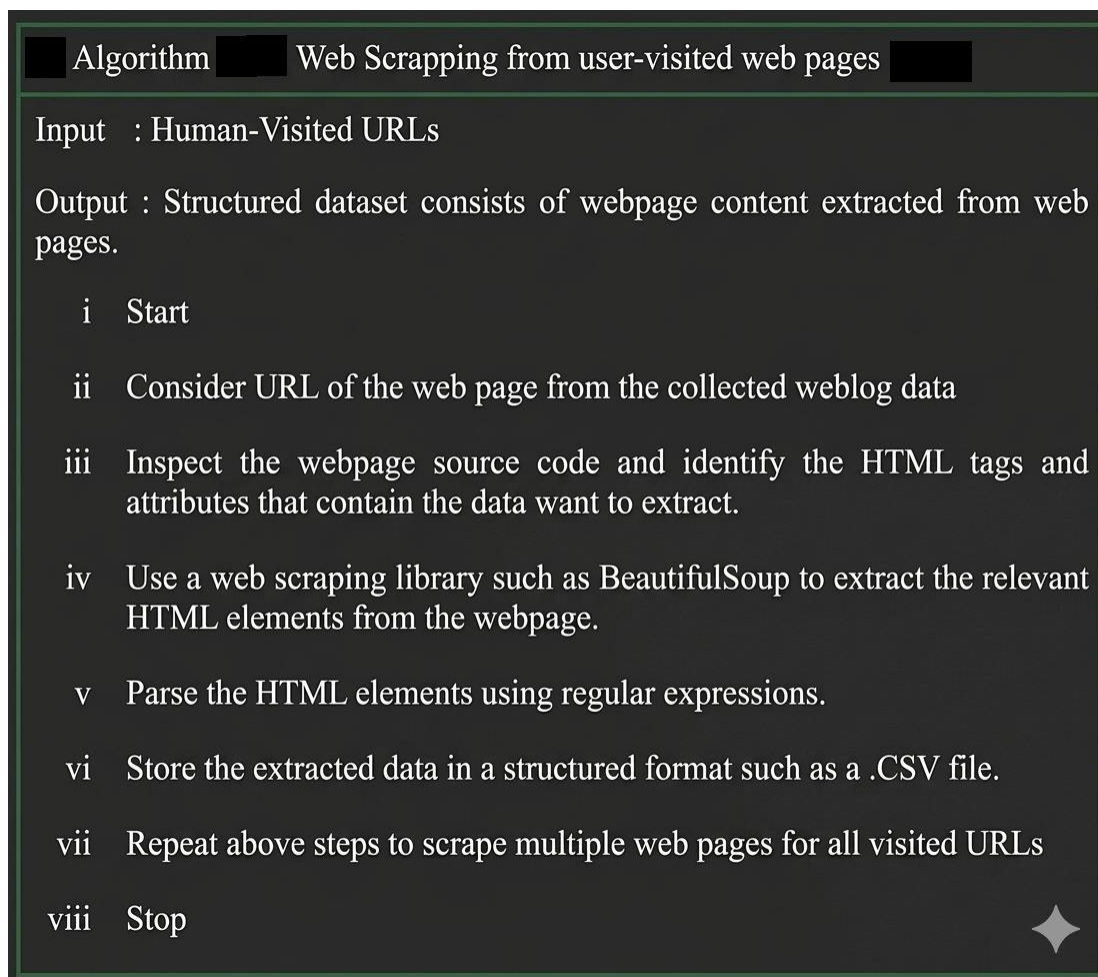 Algorithm Web Scrapping from user-visited web pages
Input : Human-Visited URLs
Output : Structured dataset consists of webpage content extracted from web
pages.
i Start
ii Consider URL of the web page from the collected weblog data
iii Inspect the webpage source code and identify the HTML tags and
attributes that contain the data want to extract.
iv Use a web scraping library such as BeautifulSoup to extract the relevant
HTML elements from the webpage.
v Parse the HTML elements using regular expressions.
vi Store the extracted data in a structured format such as a .CSV file.
vii Repeat above steps to scrape multiple web pages for all visited URLs
viii Stop